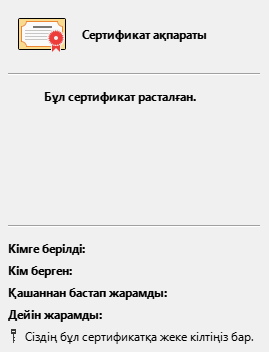 Сертификат ақпараты
Бұл сертификат расталған.
Кімге берілді:
Кім берген:
Қашаннан бастап жарамды:
Дейін жарамды:
Сіздің бұл сертификатқа жеке кілтіңіз бар.